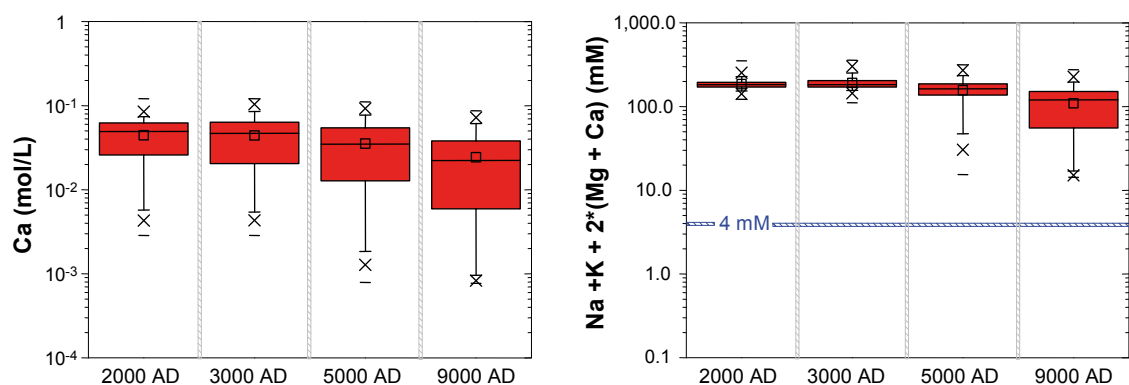 Ca (mol/L)
1
10⁻¹
10⁻²
10⁻³
10⁻⁴
2000 AD 3000 AD 5000 AD 9000 AD
Na +K + 2*(Mg + Ca) (mM)
1,000.0
100.0
10.0
1.0
0.1
4 mM
2000 AD 3000 AD 5000 AD 9000 AD